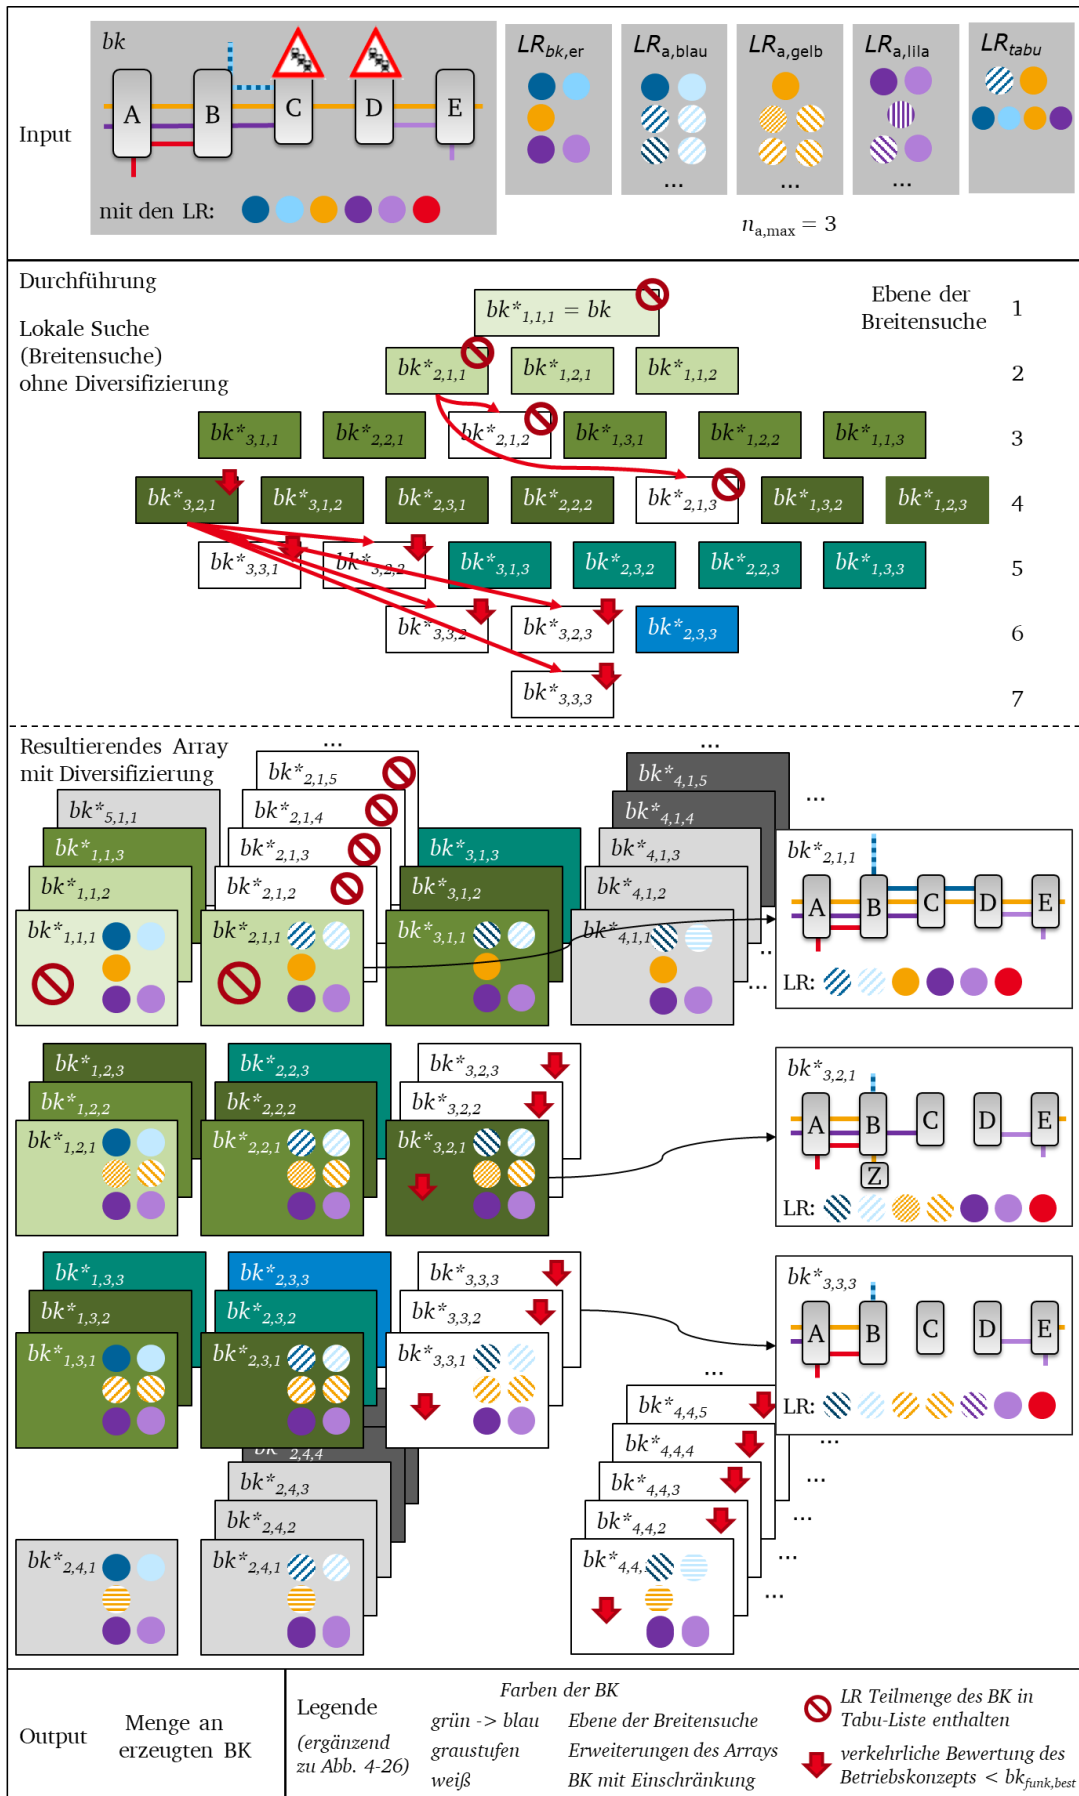 Input
bk
A B C D E
mit den LR:
LR bk,er
LR a,blau
...
LR a,gelb
...
LR a,lila
...
LR tabu
n a,max = 3
Durchführung
Lokale Suche
(Breitensuche)
ohne Diversifizierung
Ebene der
Breitensuche
bk* 1,1,1 = bk 1
bk* 2,1,1 bk* 1,2,1 bk* 1,1,2 2
bk* 3,1,1 bk* 2,2,1 bk* 2,1,2 bk* 1,3,1 bk* 1,2,2 bk* 1,1,3 3
bk* 3,2,1 bk* 3,1,2 bk* 2,3,1 bk* 2,2,2 bk* 2,1,3 bk* 1,3,2 bk* 1,2,3 4
bk* 3,3,1 bk* 3,2,2 bk* 3,1,3 bk* 2,3,2 bk* 2,2,3 bk* 1,3,3 5
bk* 3,3,2 bk* 3,2,3 bk* 2,3,3 6
bk* 3,3,3 7
Resultierendes Array
mit Diversifizierung
bk* 5,1,1
bk* 1,1,3
bk* 1,1,2
bk* 1,1,1
...
bk* 2,1,5
bk* 2,1,4
bk* 2,1,3
bk* 2,1,2
bk* 2,1,1
bk* 3,1,3
bk* 3,1,2
bk* 3,1,1
...
bk* 4,1,5
bk* 4,1,4
bk* 4,1,3
bk* 4,1,2
bk* 4,1,1
...
..
...
bk* 2,1,1
A B C D E
LR:
bk* 1,2,3
bk* 1,2,2
bk* 1,2,1
bk* 2,2,3
bk* 2,2,2
bk* 2,2,1
bk* 3,2,3
bk* 3,2,2
bk* 3,2,1
bk* 3,2,1
A B C D E
Z
LR:
bk* 1,3,3
bk* 1,3,2
bk* 1,3,1
bk* 2,3,3
bk* 2,3,2
bk* 2,3,1
bk* 3,3,3
bk* 3,3,2
bk* 3,3,1
bk* 3,3,3
A B C D E
LR:
2,4,4
bk* 2,4,3
bk* 2,4,2
bk* 2,4,1
bk* 2,4,1
...
bk* 4,4,5
bk* 4,4,4
bk* 4,4,3
bk* 4,4,2
bk* 4,4,
...
...
...
...
...
Output
Menge an
erzeugten BK
Legende
(ergänzend
zu Abb. 4-26)
Farben der BK
grün -> blau Ebene der Breitensuche
graustufen Erweiterungen des Arrays
weiß BK mit Einschränkung
LR Teilmenge des BK in
Tabu-Liste enthalten
verkehrliche Bewertung des
Betriebskonzepts < bk funk,best